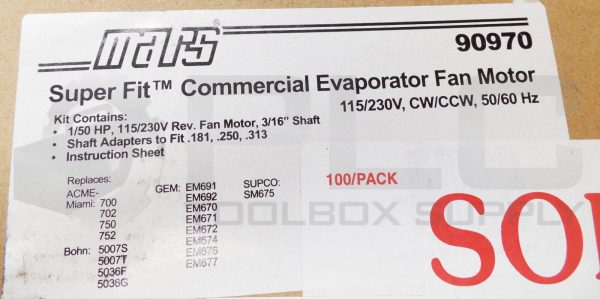 mars
90970
Super Fit™ Commercial Evaporator Fan Motor
115/230V, CW/CCW, 50/60 Hz
Kit Contains:
• 1/50 HP, 115/230V Rev. Fan Motor, 3/16" Shaft
• Shaft Adapters to Fit .181, .250, .313
• Instruction Sheet
Replaces:
ACME-
Miami: 700
702
750
752
Bohn: 5007S
5007T
5036F
5036G
GEM: EM691
EM692
EM670
EM671
EM672
EM674
EM676
EM677
SUPCO:
SM675
100/PACK
SO
PLC
TOOLBOX SUPPLY